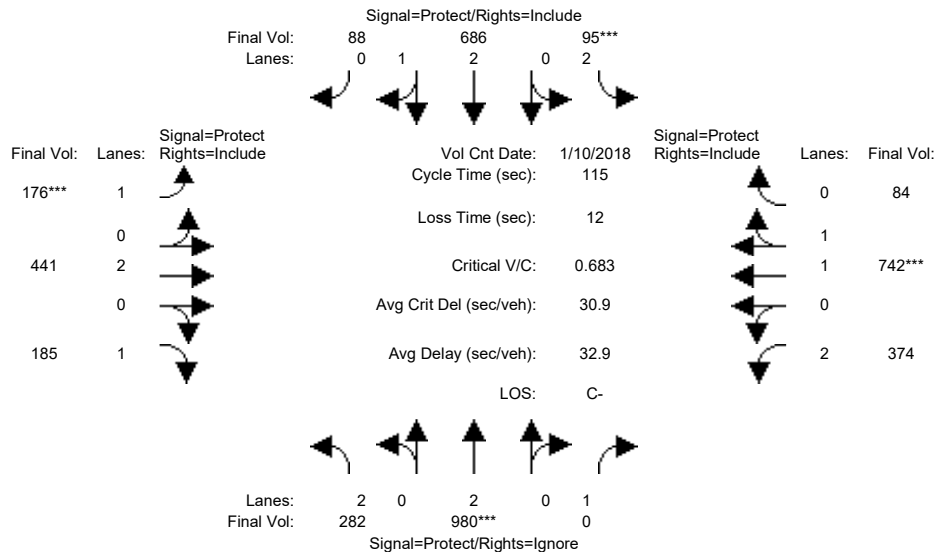 Signal=Protect/Rights=Include
Final Vol: 88 686 95***
Lanes: 0 1 2 0 2
Signal=Protect
Final Vol: Lanes: Rights=Include
Vol Cnt Date: 1/10/2018
Signal=Protect
Rights=Include Lanes: Final Vol:
Cycle Time (sec): 115
176*** 1
0 84
Loss Time (sec): 12
0
1
441 2
Critical V/C: 0.683
1 742***
0
Avg Crit Del (sec/veh): 30.9
0
185 1
Avg Delay (sec/veh): 32.9
2 374
LOS: C-
Lanes: 2 0 2 0 1
Final Vol: 282 980*** 0
Signal=Protect/Rights=Ignore